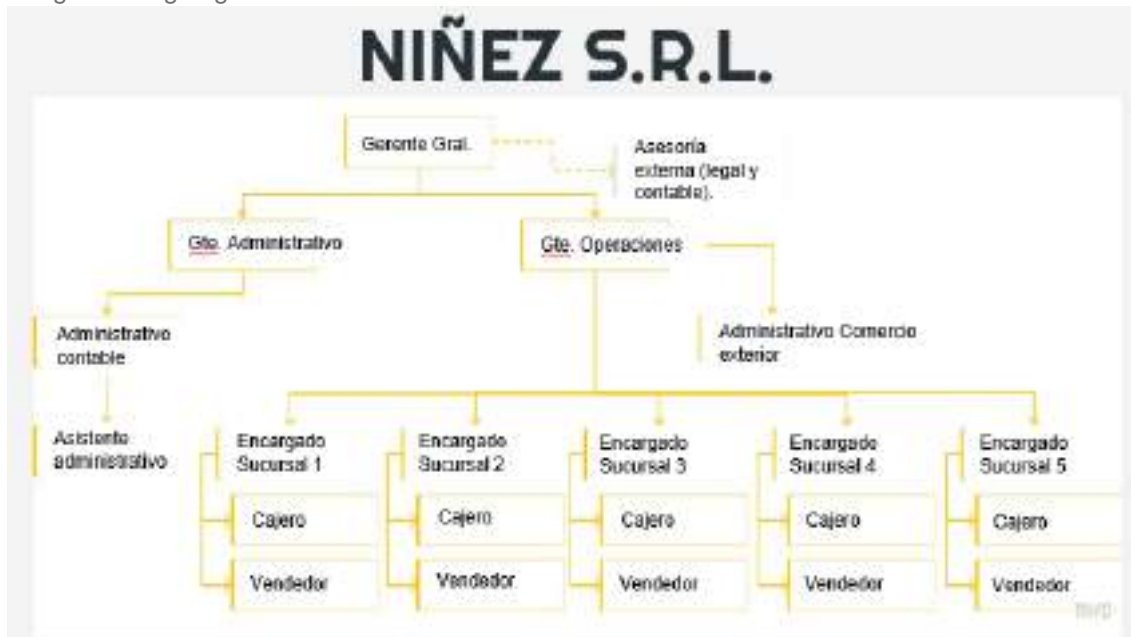 NIÑEZ S.R.L.
Gerente Gral.
Asesoría
externa (legal y
contable).
Gte. Administrativo
Gte. Operaciones
Administrativo
contable
Administrativo Comercio
exterior
Asistente
administrativo
Encargado
Sucursal 1
Encargado
Sucursal 2
Encargado
Sucursal 3
Encargado
Sucursal 4
Encargado
Sucursal 5
Cajero
Cajero
Cajero
Cajero
Cajero
Vendedor
Vendedor
Vendedor
Vendedor
Vendedor
miro